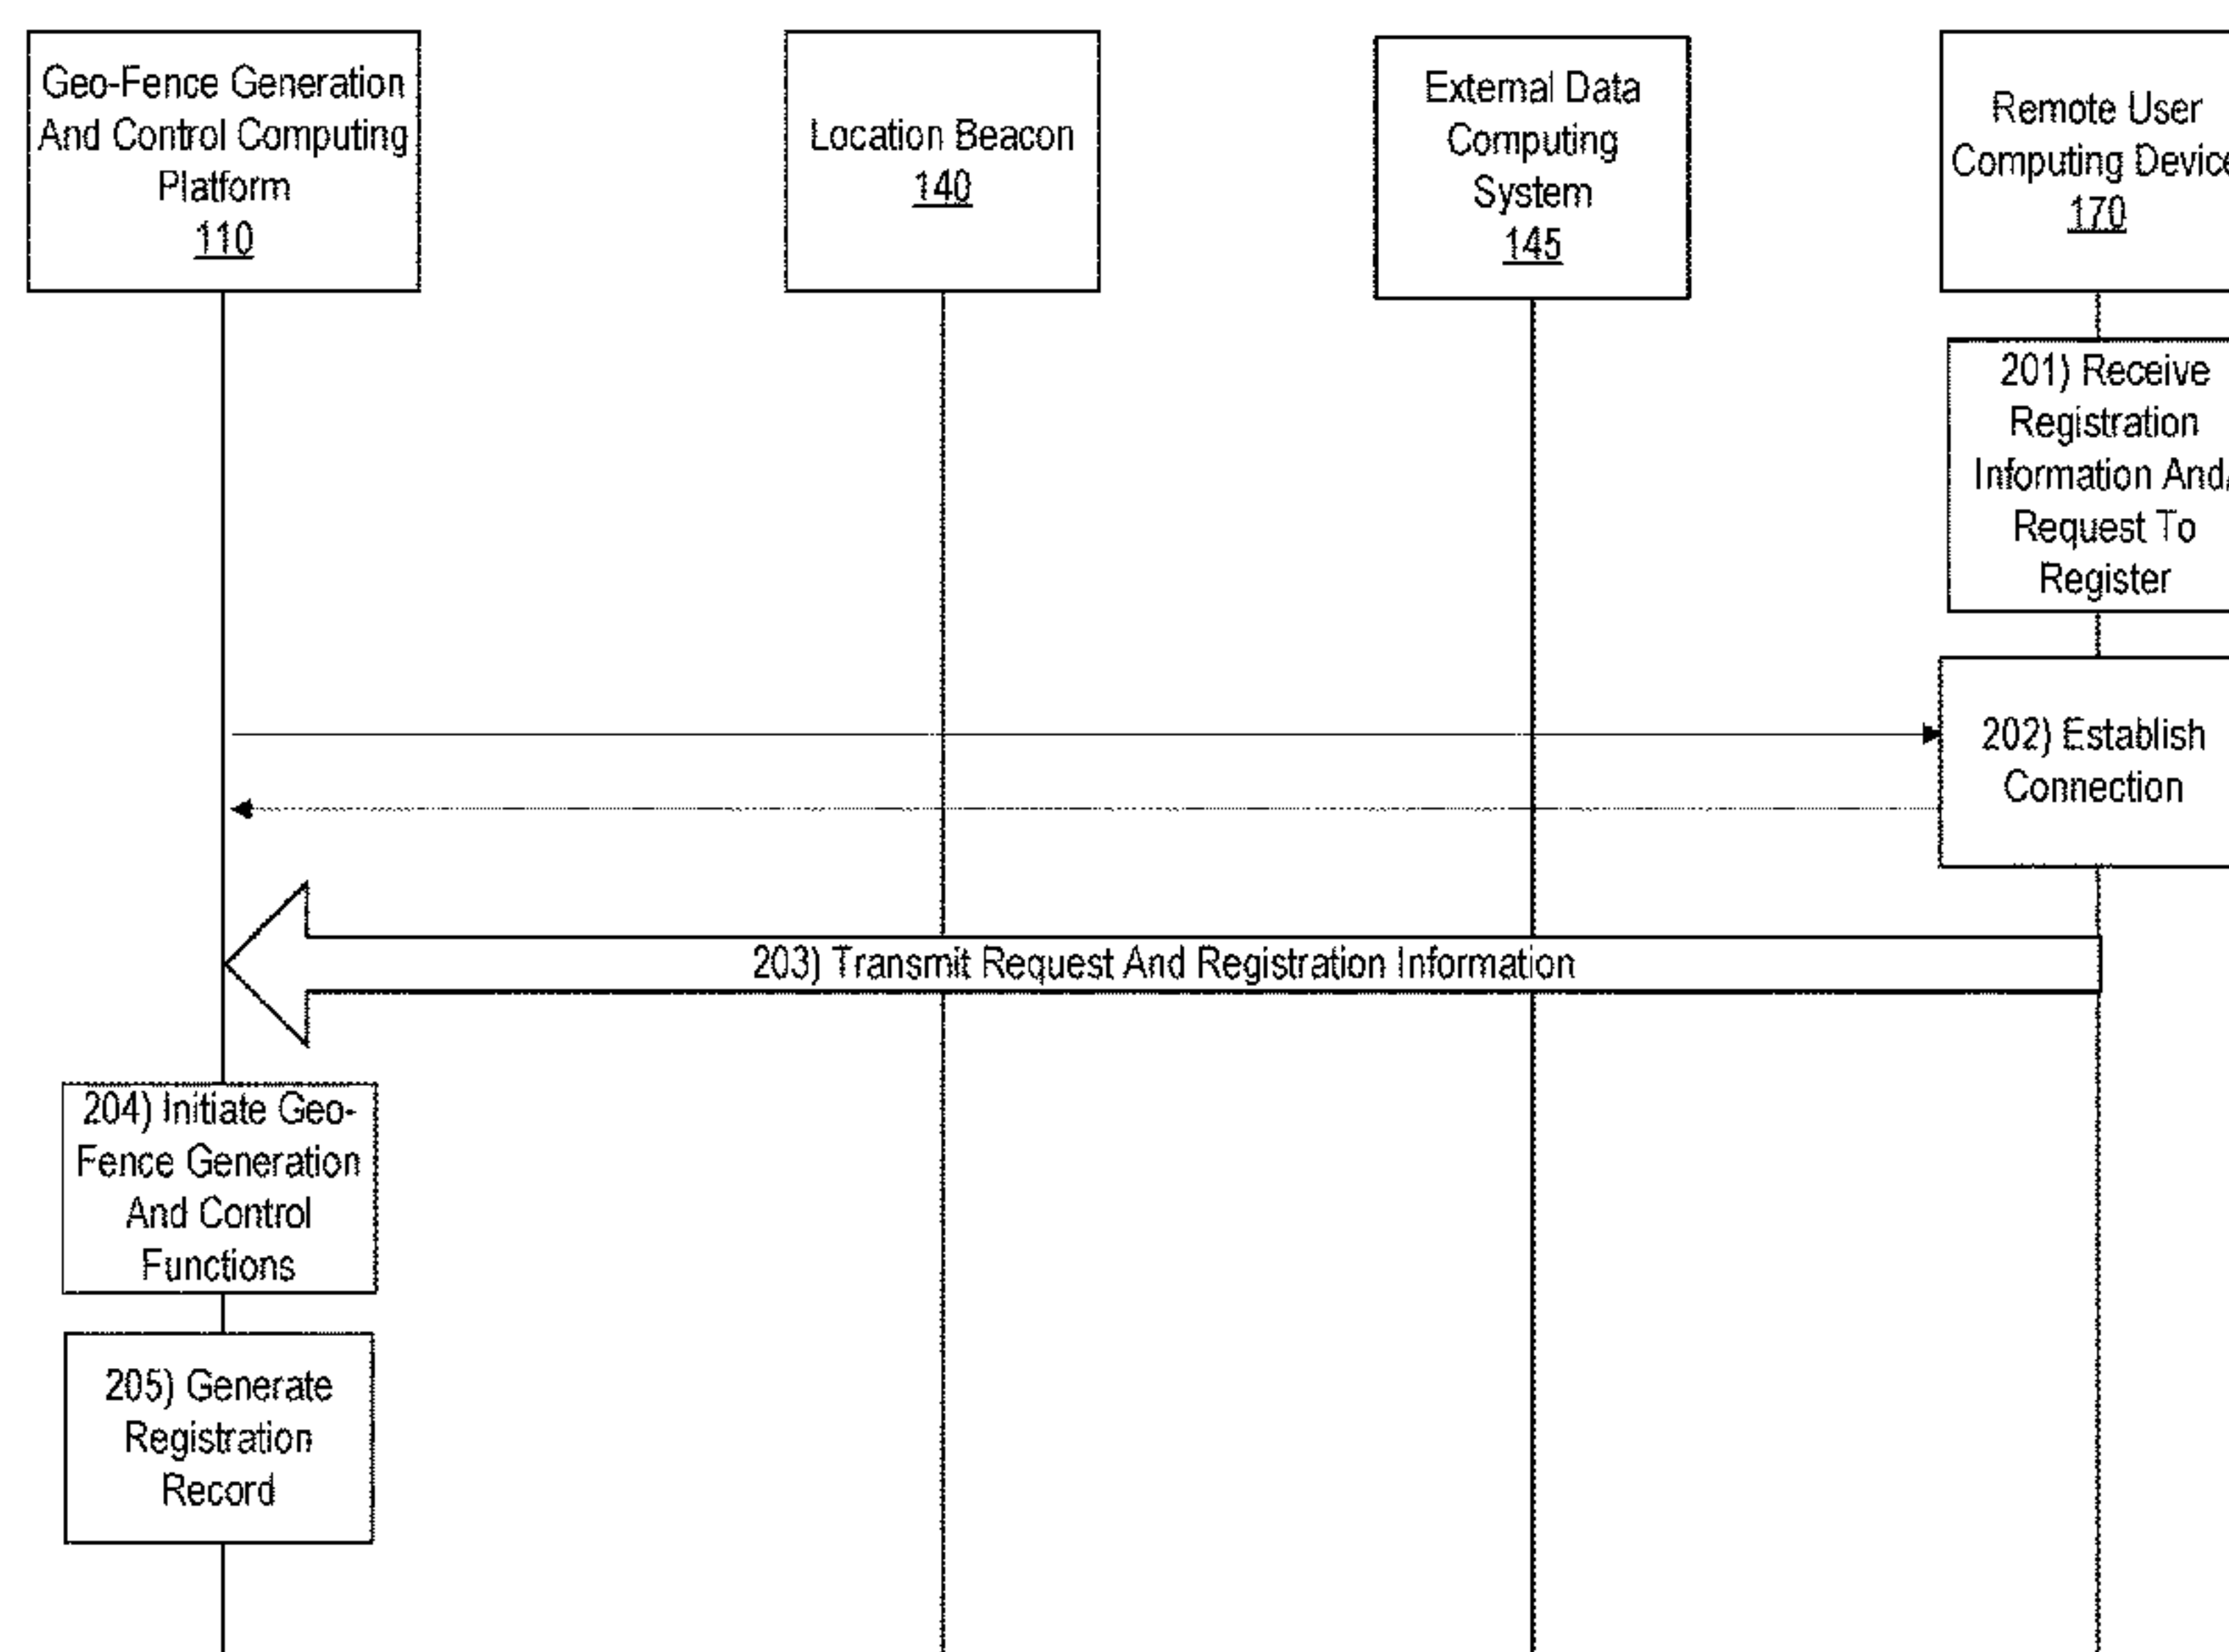 Geo-Fence Generation
And Control Computing
Platform
110
Location Beacon
140
External Data
Computing
System
145
Remote User
Computing Device
170
201) Receive
Registration
Information And/
Request To
Register
202) Establish
Connection
203) Transmit Request And Registration Information
204) Initiate Geo-
Fence Generation
And Control
Functions
205) Generate
Registration
Record